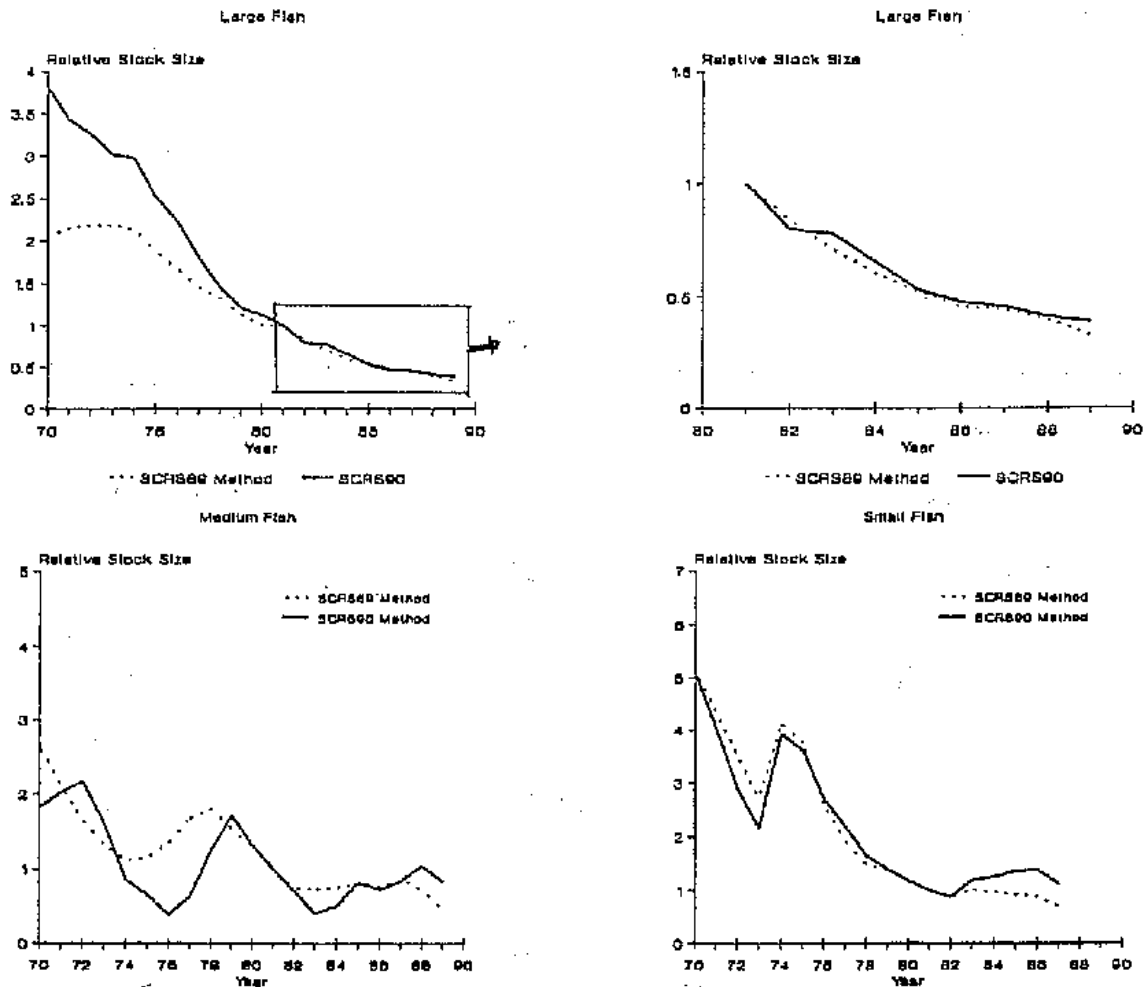 Large Fish
Relative Stock Size
4
3.5
3
2.5
2
1.5
1
0.5
0
70 75 80 85 90
Year
SCRS89 Method SCRS90
Large Fish
Relative Stock Size
1.5
1
0.5
0
80 82 84 86 88 90
Year
SCRS89 Method SCRS90
Medium Fish
Relative Stock Size
SCRS89 Method
SCRS90 Method
5
4
3
2
1
0
70 72 74 76 78 80 82 84 86 88 90
Year
Small Fish
Relative Stock Size
SCRS89 Method
SCRS90 Method
7
6
5
4
3
2
1
0
70 72 74 76 78 80 82 84 86 88 90
Year